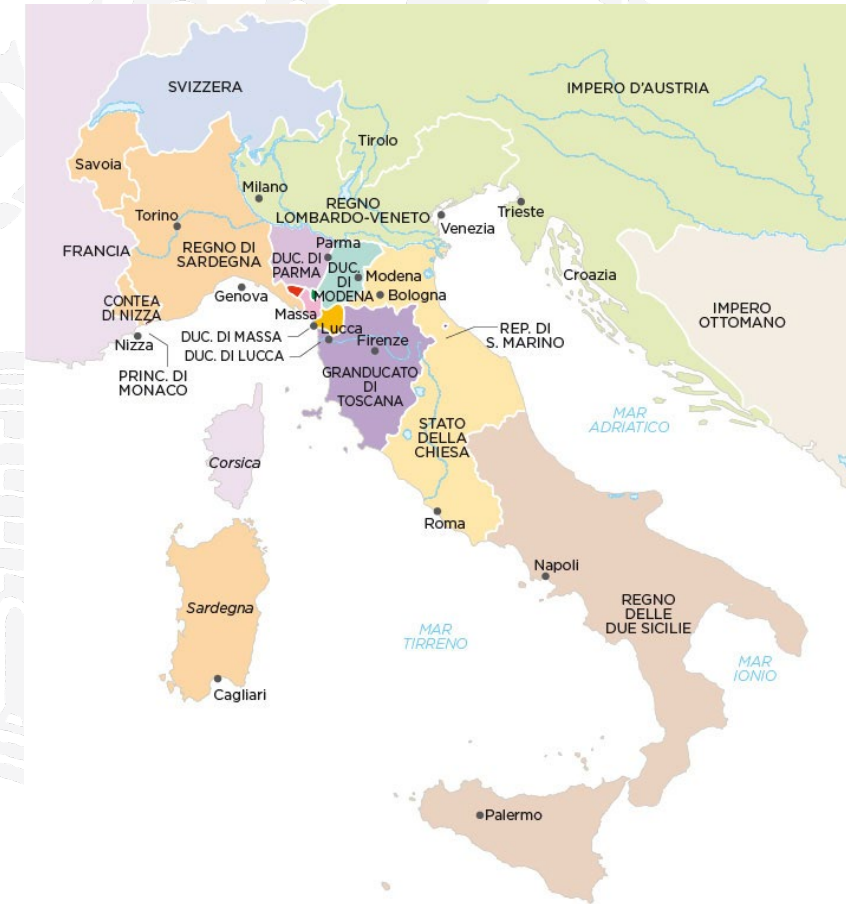 SVIZZERA
IMPERO D'AUSTRIA
Tirolo
Savoia
Milano
REGNO
LOMBARDO-VENETO
Torino
Venezia
Trieste
FRANCIA
REGNO DI
SARDEGNA
Parma
DUC. DI
PARMA
DUC.
DI
MODENA
Modena
Bologna
Croazia
CONTEA
DI NIZZA
Genova
Massa
IMPERO
OTTOMANO
Nizza
DUC. DI MASSA
DUC. DI LUCCA
Lucca
Firenze
REP. DI
S. MARINO
PRINC. DI
MONACO
GRANDUCATO
DI
TOSCANA
MAR
ADRIATICO
STATO
DELLA
CHIESA
Corsica
Roma
Napoli
Sardegna
REGNO
DELLE
DUE SICILIE
MAR
TIRRENO
MAR
IONIO
Cagliari
Palermo